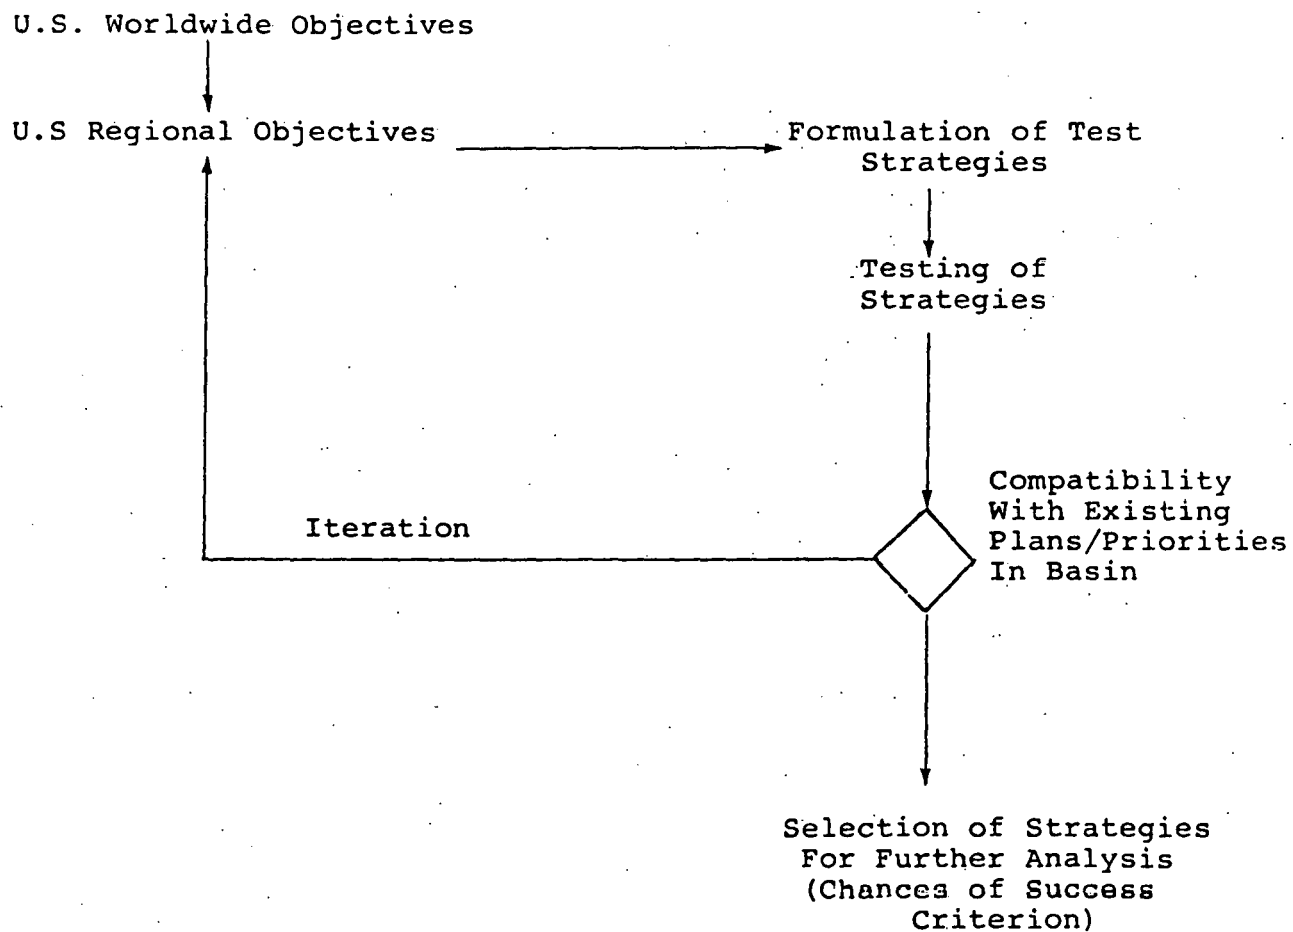 U.S. Worldwide Objectives
U.S Regional Objectives
Formulation of Test
Strategies
Testing of
Strategies
Compatibility
With Existing
Plans/Priorities
In Basin
Iteration
Selection of Strategies
For Further Analysis
(Chances of Success
Criterion)